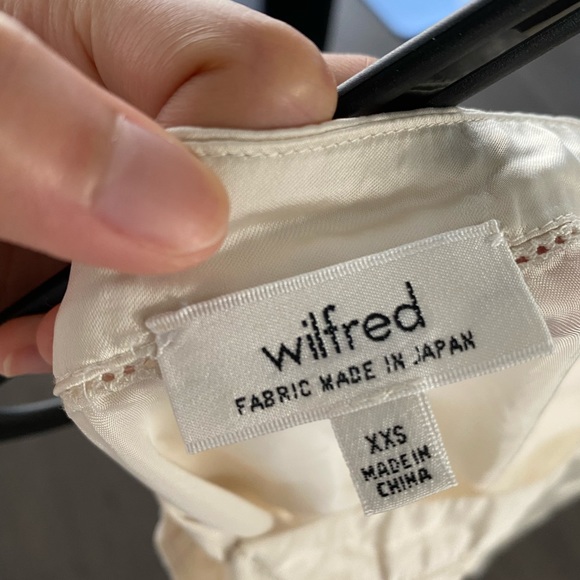 wilfred
FABRIC MADE IN JAPAN
XXS
MADE IN
CHINA